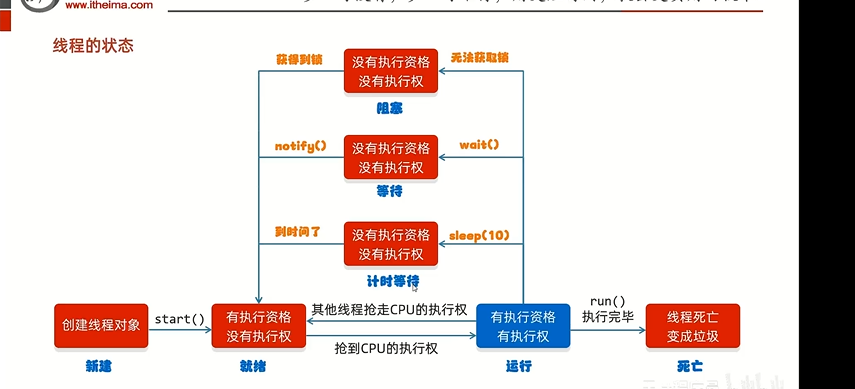 www.itheima.com
线程的状态
获得到锁
没有执行资格
没有执行权
无法获取锁
阻塞
notify()
没有执行资格
没有执行权
wait()
等待
到时间了
没有执行资格
没有执行权
sleep(10)
计时等待
创建线程对象
start()
有执行资格
没有执行权
其他线程抢走CPU的执行权
抢到CPU的执行权
有执行资格
有执行权
run()
执行完毕
线程死亡
变成垃圾
新建
就绪
运行
死亡